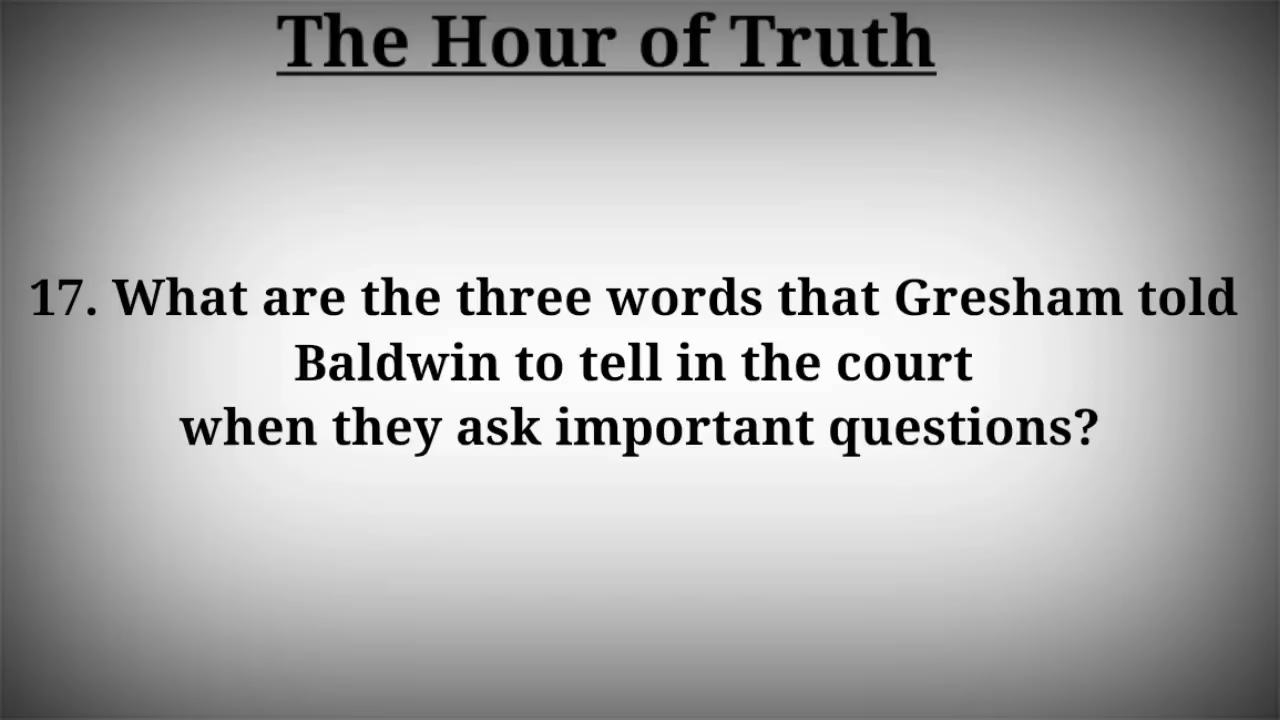 The Hour of Truth
17. What are the three words that Gresham told
Baldwin to tell in the court
when they ask important questions?